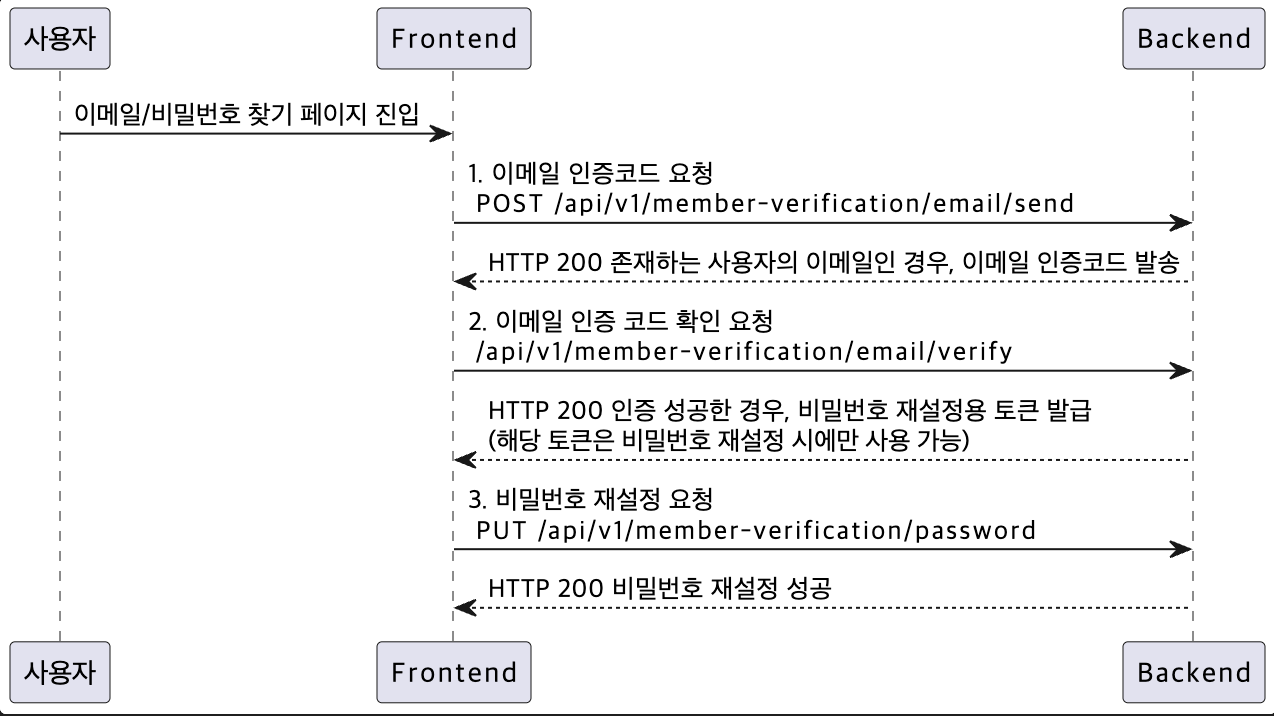 사용자
Frontend
Backend
이메일/비밀번호 찾기 페이지 진입
1. 이메일 인증코드 요청
POST /api/v1/member-verification/email/send
HTTP 200 존재하는 사용자의 이메일인 경우, 이메일 인증코드 발송
2. 이메일 인증 코드 확인 요청
/api/v1/member-verification/email/verify
HTTP 200 인증 성공한 경우, 비밀번호 재설정용 토큰 발급
(해당 토큰은 비밀번호 재설정 시에만 사용 가능)
3. 비밀번호 재설정 요청
PUT /api/v1/member-verification/password
HTTP 200 비밀번호 재설정 성공
사용자
Frontend
Backend